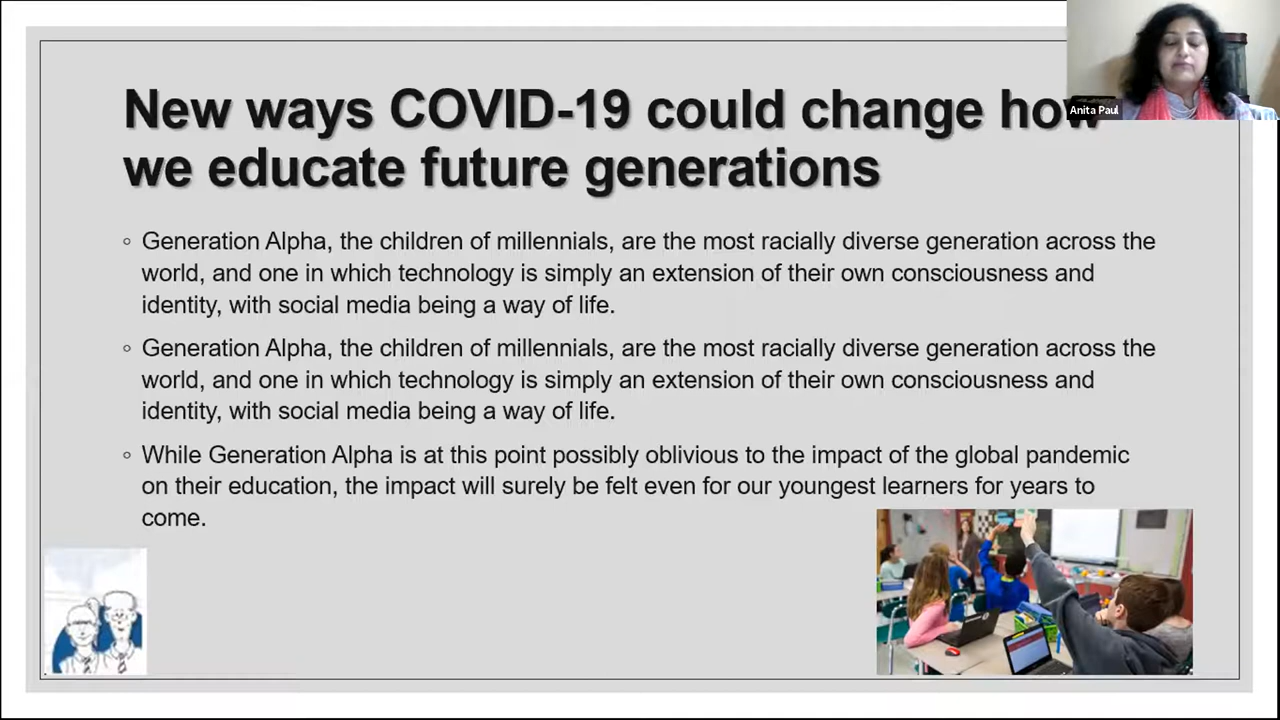 New ways COVID-19 could change how
we educate future generations
Anita Paul
◦ Generation Alpha, the children of millennials, are the most racially diverse generation across the
world, and one in which technology is simply an extension of their own consciousness and
identity, with social media being a way of life.
◦ Generation Alpha, the children of millennials, are the most racially diverse generation across the
world, and one in which technology is simply an extension of their own consciousness and
identity, with social media being a way of life.
◦ While Generation Alpha is at this point possibly oblivious to the impact of the global pandemic
on their education, the impact will surely be felt even for our youngest learners for years to
come.